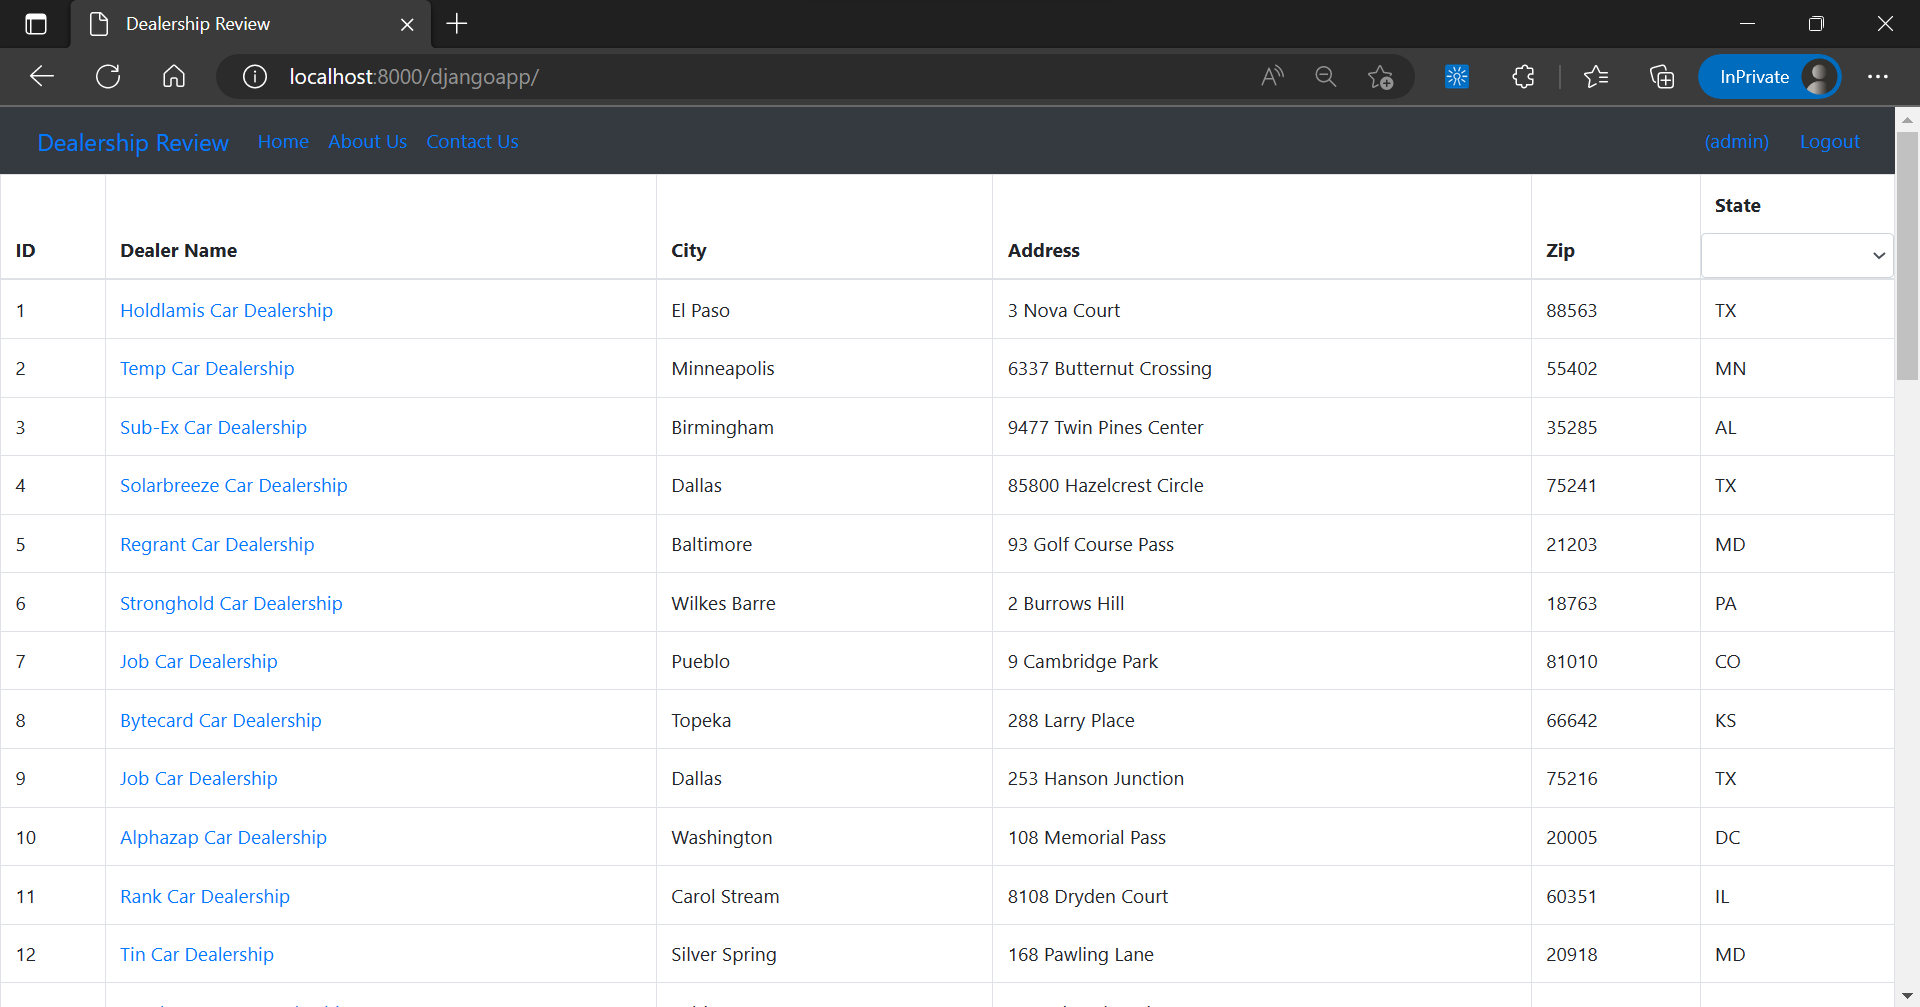 Dealership Review
localhost:8000/djangoapp/
InPrivate
Dealership Review Home About Us Contact Us (admin) Logout
State
ID Dealer Name City Address Zip
1 Holdlamis Car Dealership El Paso 3 Nova Court 88563 TX
2 Temp Car Dealership Minneapolis 6337 Butternut Crossing 55402 MN
3 Sub-Ex Car Dealership Birmingham 9477 Twin Pines Center 35285 AL
4 Solarbreeze Car Dealership Dallas 85800 Hazelcrest Circle 75241 TX
5 Regrant Car Dealership Baltimore 93 Golf Course Pass 21203 MD
6 Stronghold Car Dealership Wilkes Barre 2 Burrows Hill 18763 PA
7 Job Car Dealership Pueblo 9 Cambridge Park 81010 CO
8 Bytecard Car Dealership Topeka 288 Larry Place 66642 KS
9 Job Car Dealership Dallas 253 Hanson Junction 75216 TX
10 Alphazap Car Dealership Washington 108 Memorial Pass 20005 DC
11 Rank Car Dealership Carol Stream 8108 Dryden Court 60351 IL
12 Tin Car Dealership Silver Spring 168 Pawling Lane 20918 MD